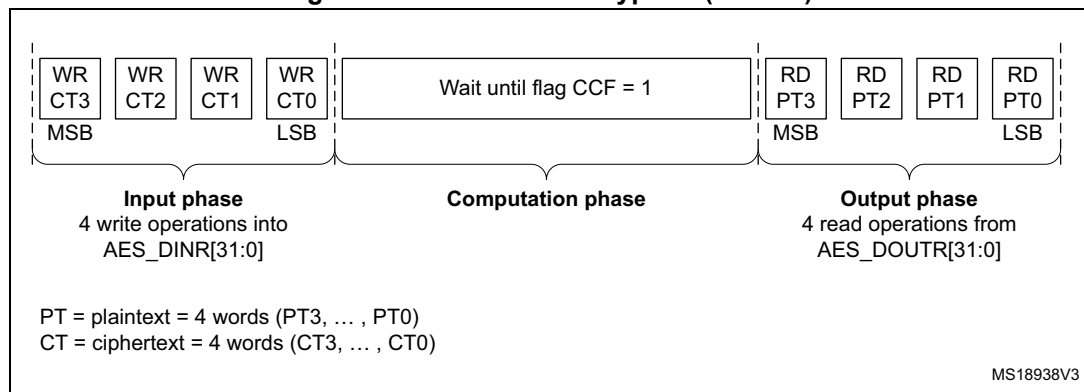 WR WR WR WR
CT3 CT2 CT1 CT0
MSB LSB
Wait until flag CCF = 1
RD RD RD RD
PT3 PT2 PT1 PT0
MSB LSB
Input phase
4 write operations into
AES_DINR[31:0]
Computation phase
Output phase
4 read operations from
AES_DOUTR[31:0]
PT = plaintext = 4 words (PT3, … , PT0)
CT = ciphertext = 4 words (CT3, … , CT0)
MS18938V3